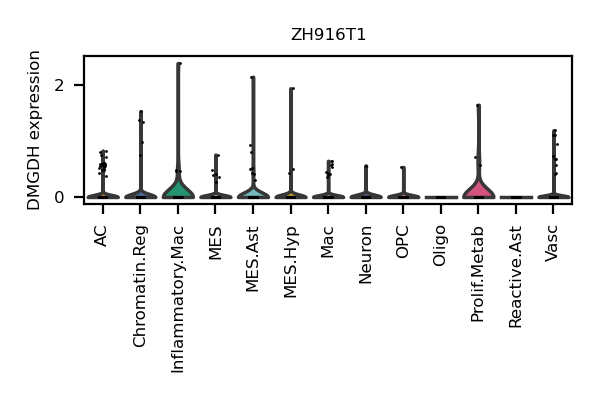 ZH916T1
DMGDH expression
2
0
AC
Chromatin.Reg
Inflammatory.Mac
MES
MES.Ast
MES.Hyp
Mac
Neuron
OPC
Oligo
Prolif.Metab
Reactive.Ast
Vasc